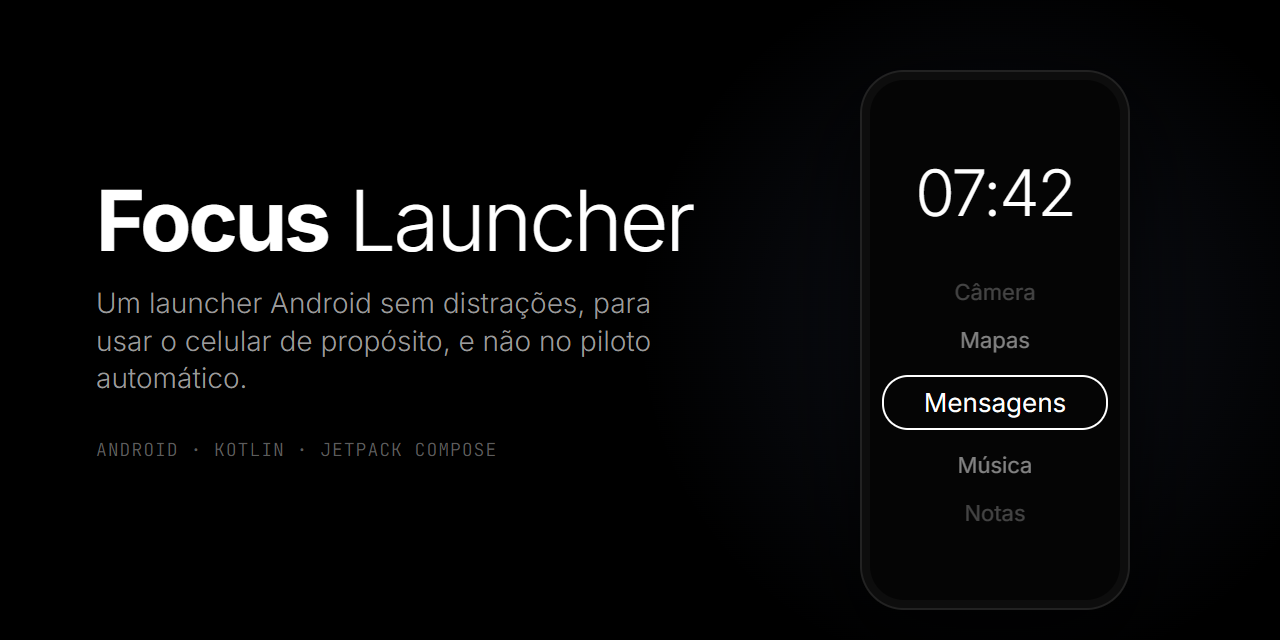 Focus Launcher
Um launcher Android sem distrações, para
usar o celular de propósito, e não no piloto
automático.
ANDROID · KOTLIN · JETPACK COMPOSE
07:42
Câmera
Mapas
Mensagens
Música
Notas